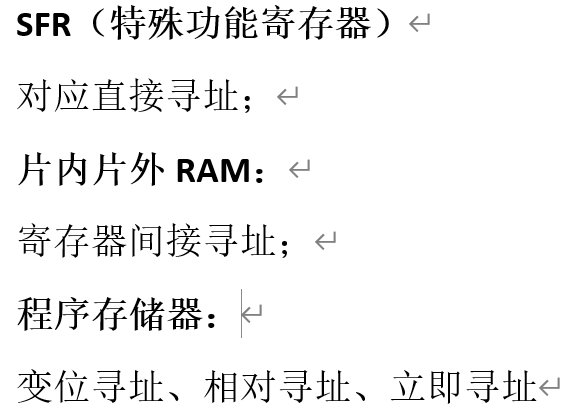 SFR（特殊功能寄存器）
对应直接寻址；
片内片外 RAM：
寄存器间接寻址；
程序存储器：
变位寻址、相对寻址、立即寻址